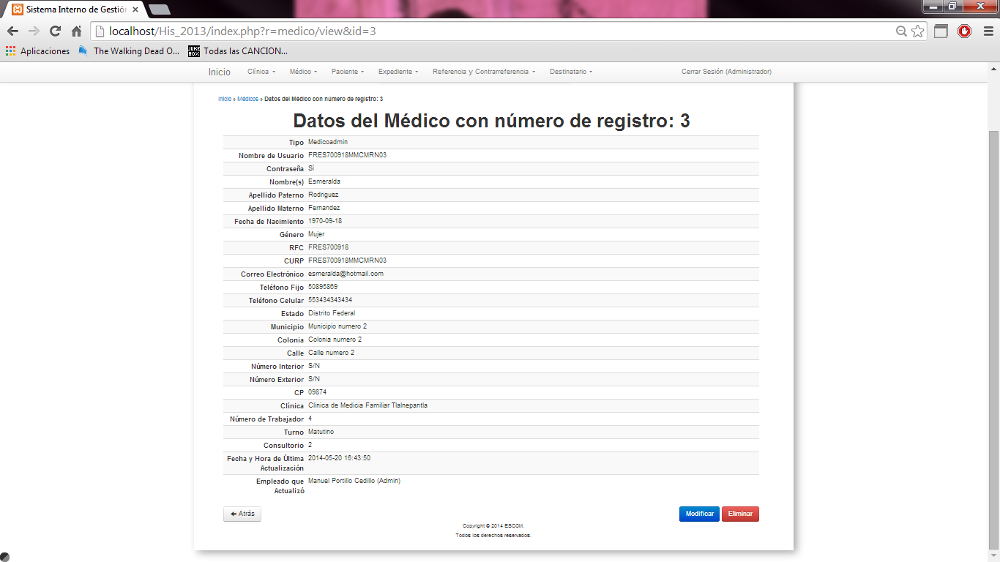 Sistema Interno de Gestió
localhost/His_2013/index.php?r=medico/view&id=3
Aplicaciones The Walking Dead O... JUKE BOX Todas las CANCION...
Inicio Clínica Médico Paciente Expediente Referencia y Contrarreferencia Destinatario Cerrar Sesión (Administrador)
Inicio » Médicos » Datos del Médico con número de registro: 3
Datos del Médico con número de registro: 3
Tipo Medicoadmin
Nombre de Usuario FRES700918MMCMRN03
Contraseña Sí
Nombre(s) Esmeralda
Apellido Paterno Rodriguez
Apellido Materno Fernandez
Fecha de Nacimiento 1970-09-18
Género Mujer
RFC FRES700918
CURP FRES700918MMCMRN03
Correo Electrónico esmeralda@hotmail.com
Teléfono Fijo 50895869
Teléfono Celular 553434343434
Estado Distrito Federal
Municipio Municipio numero 2
Colonia Colonia numero 2
Calle Calle numero 2
Número Interior S/N
Número Exterior S/N
CP 09874
Clínica Clinica de Medicia Familiar Tlalnepantla
Número de Trabajador 4
Turno Matutino
Consultorio 2
Fecha y Hora de Última 2014-05-20 16:43:50
Actualización
Empleado que Manuel Portillo Cedillo (Admin)
Actualizó
Atrás Modificar Eliminar
Copyright © 2014 ESCOM.
Todos los derechos reservados.